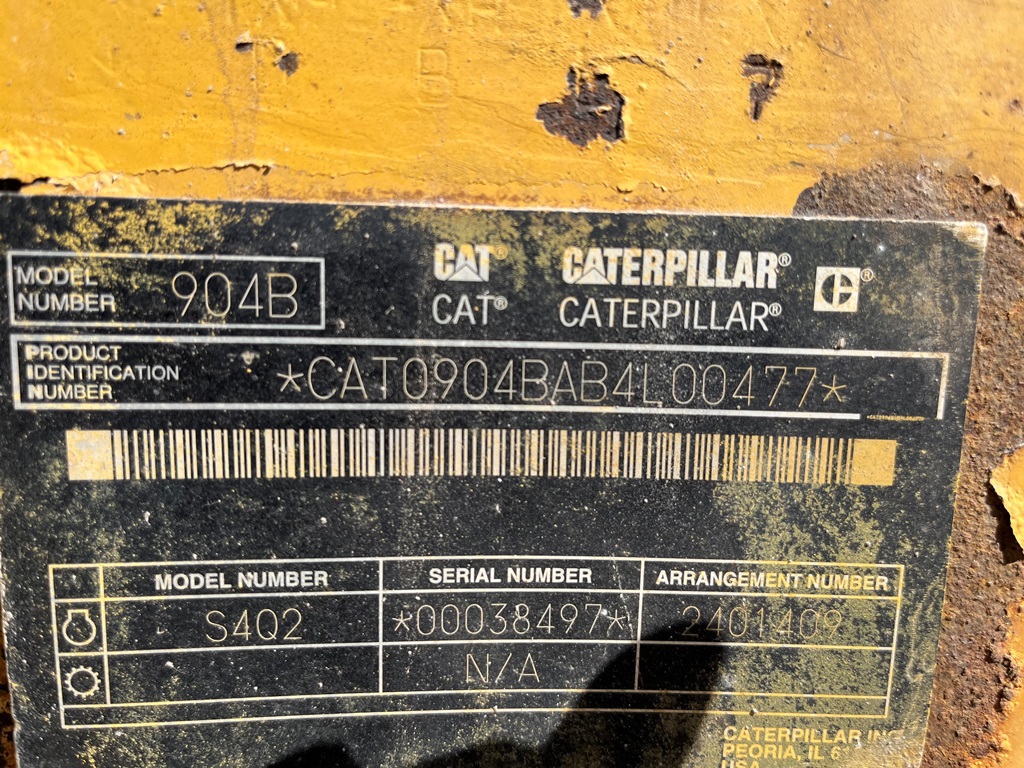 B
MODEL
NUMBER 904B
CAT® CATERPILLAR® C®
CAT® CATERPILLAR®
PRODUCT
IDENTIFICATION
NUMBER
*CAT0904BAB4L00477*
MODEL NUMBER SERIAL NUMBER ARRANGEMENT NUMBER
S4Q2 *00038497* 2401409
N/A
CATERPILLAR INC
PEORIA, IL 6
USA